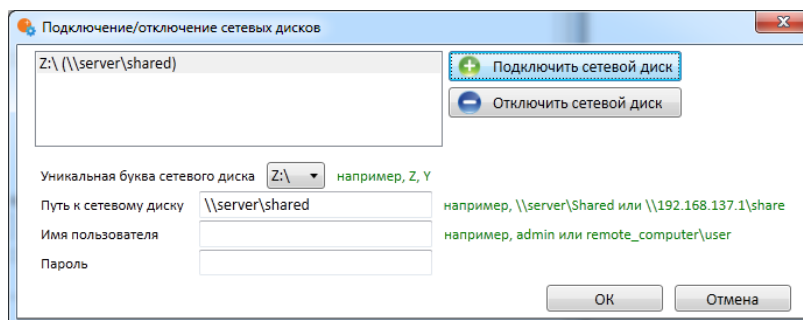 Подключение/отключение сетевых дисков
Z:\ (\\server\shared)
Подключить сетевой диск
Отключить сетевой диск
Уникальная буква сетевого диска Z:\ например, Z, Y
Путь к сетевому диску \\server\shared например, \\server\Shared или \\192.168.137.1\share
Имя пользователя например, admin или remote_computer\user
Пароль
ОК Отмена